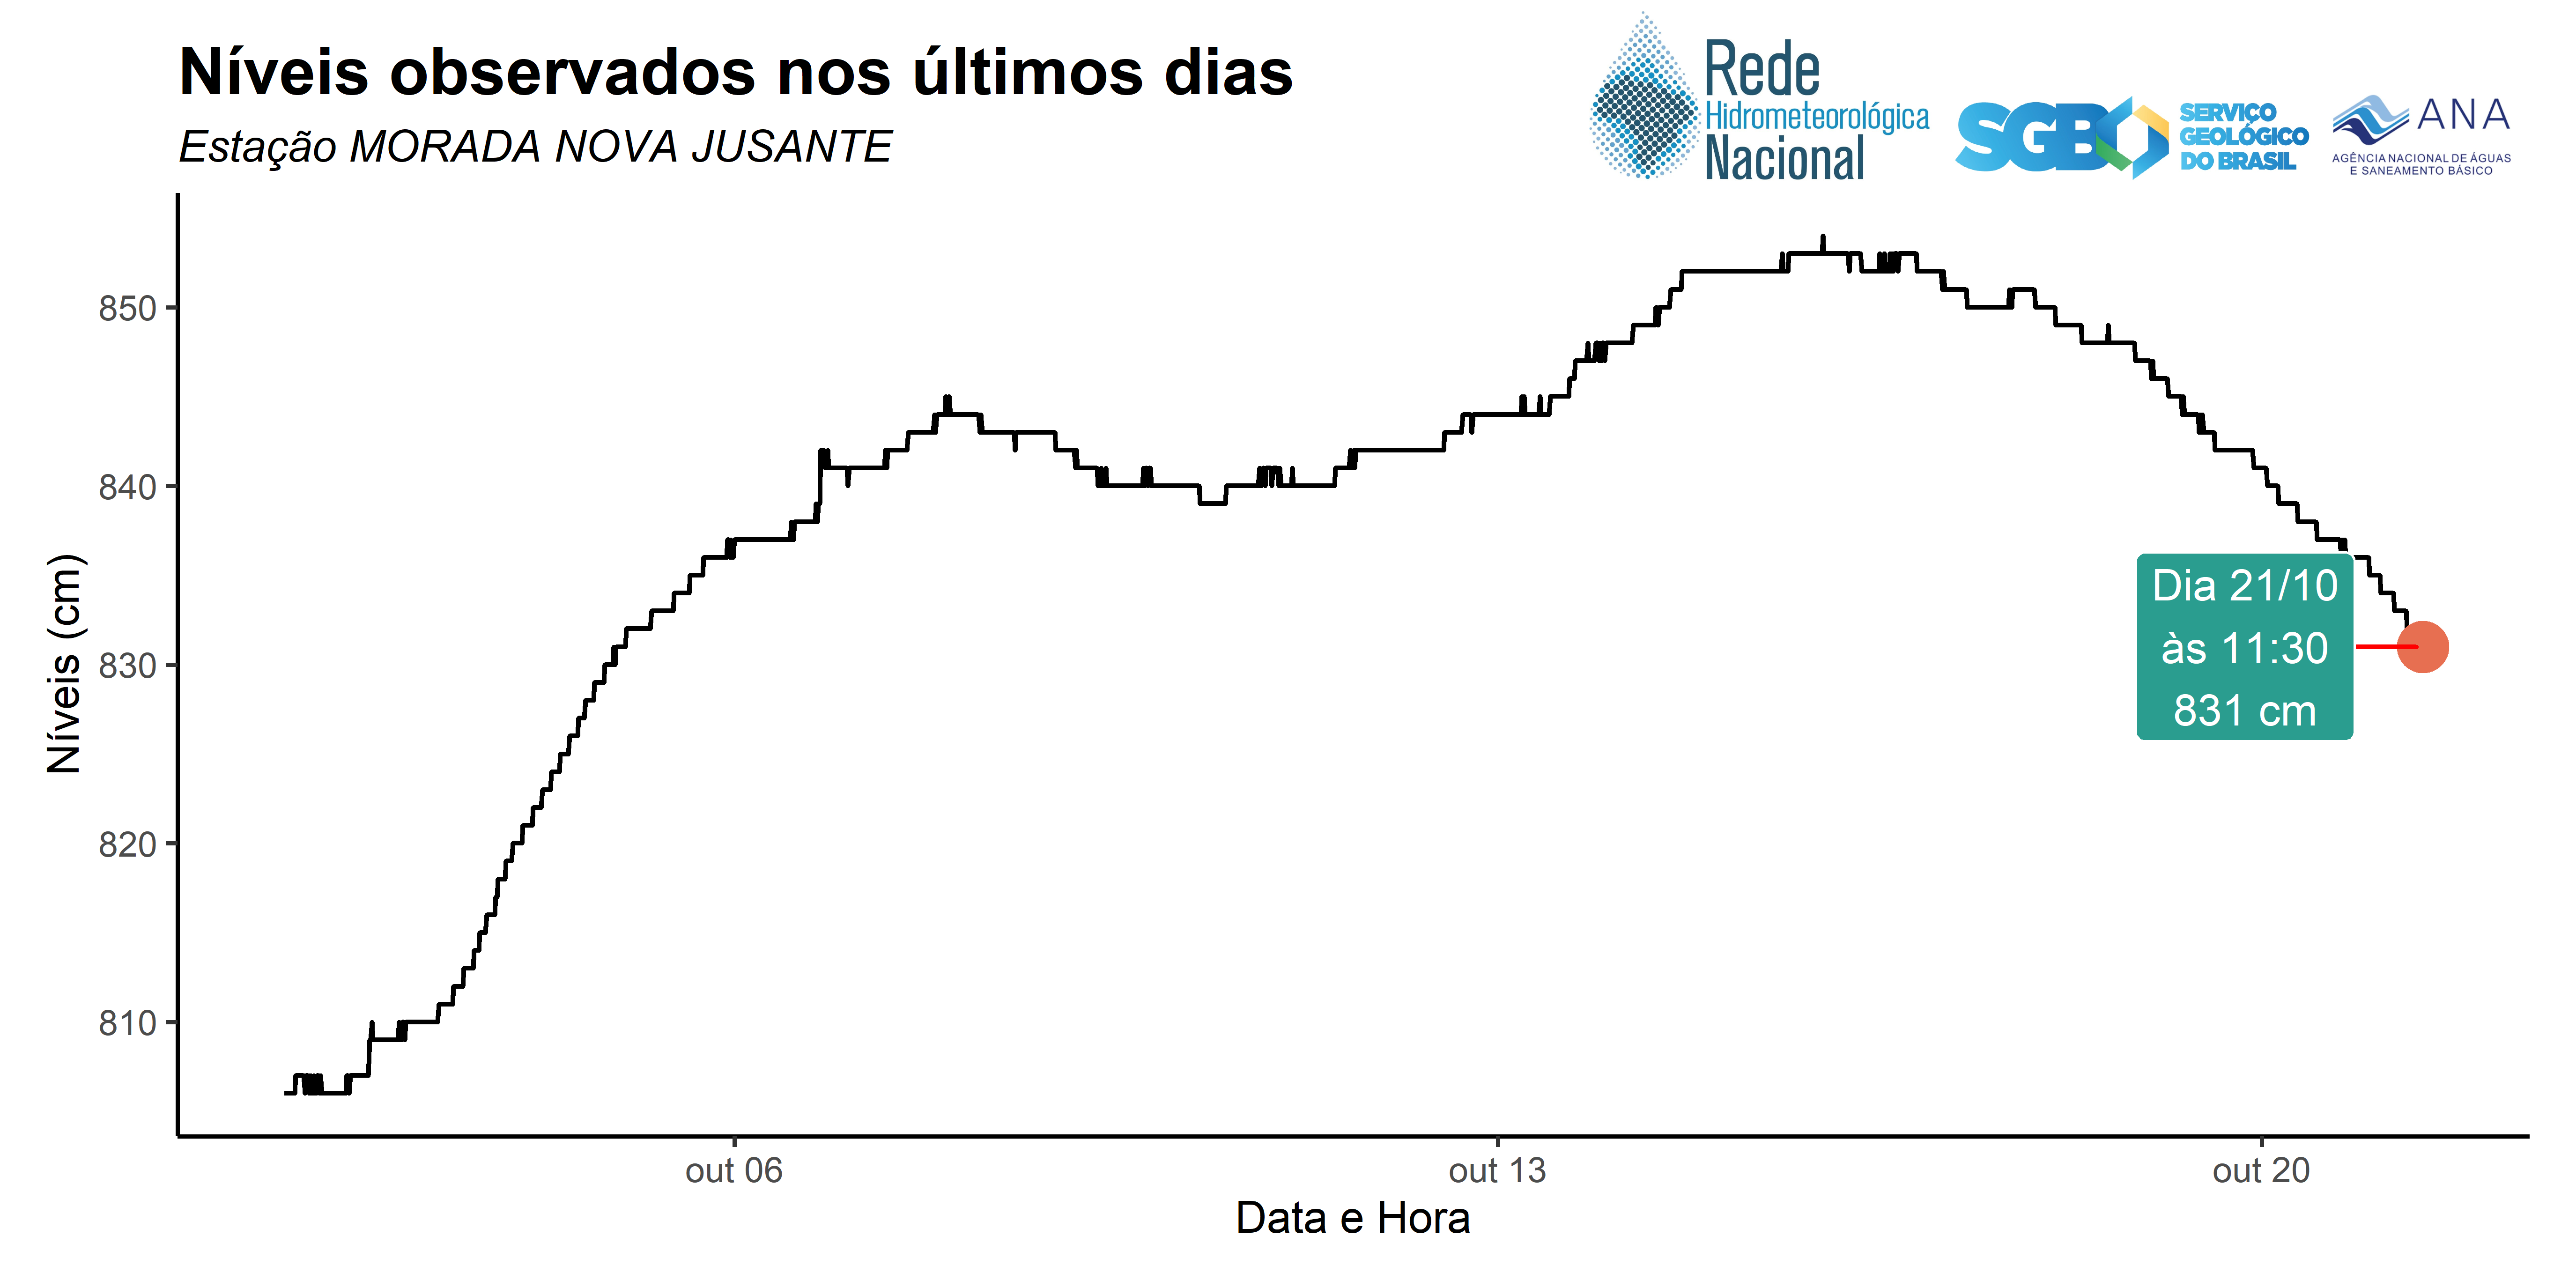 Níveis observados nos últimos dias
Estação MORADA NOVA JUSANTE
Rede
Hidrometeorológica
Nacional
SGB
SERVIÇO
GEOLÓGICO
DO BRASIL
ANA
AGÊNCIA NACIONAL DE ÁGUAS
E SANEAMENTO BÁSICO
Níveis (cm)
850
840
830
820
810
Dia 21/10
às 11:30
831 cm
out 06
out 13
out 20
Data e Hora